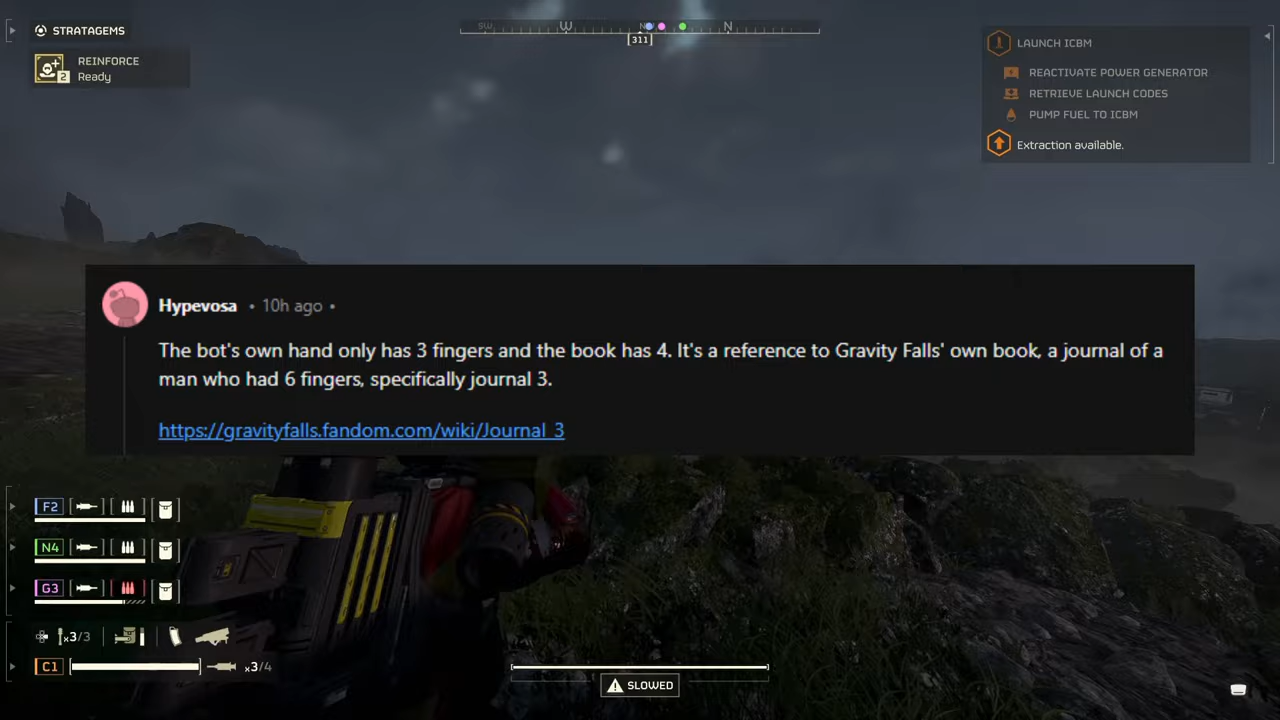 SW W NW N
311
STRATAGEMS
REINFORCE
2 Ready
LAUNCH ICBM
REACTIVATE POWER GENERATOR
RETRIEVE LAUNCH CODES
PUMP FUEL TO ICBM
Extraction available.
Hypevosa • 10h ago •
The bot's own hand only has 3 fingers and the book has 4. It's a reference to Gravity Falls' own book, a journal of a
man who had 6 fingers, specifically journal 3.
https://gravityfalls.fandom.com/wiki/Journal_3
F2
N4
G3
x3/3
C1 x3/4
SLOWED